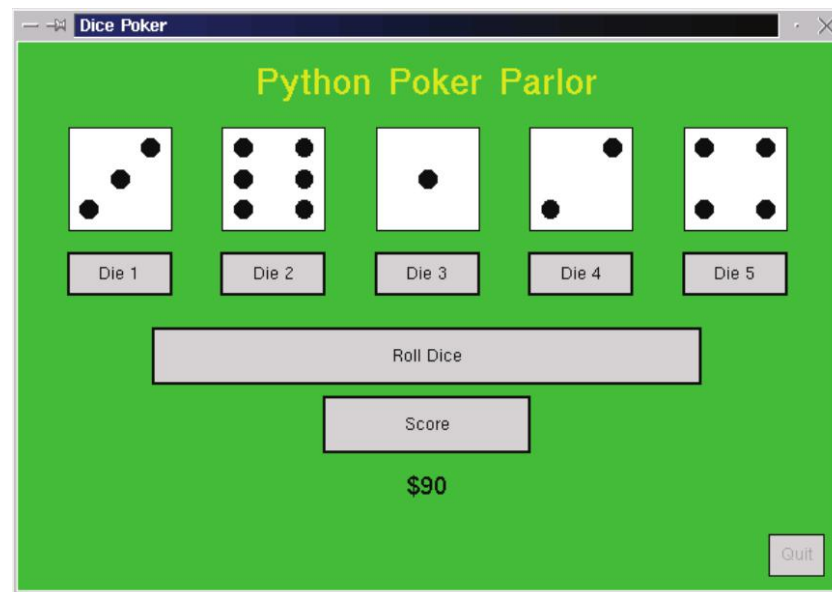 Dice Poker
Python Poker Parlor
Die 1 Die 2 Die 3 Die 4 Die 5
Roll Dice
Score
$90
Quit